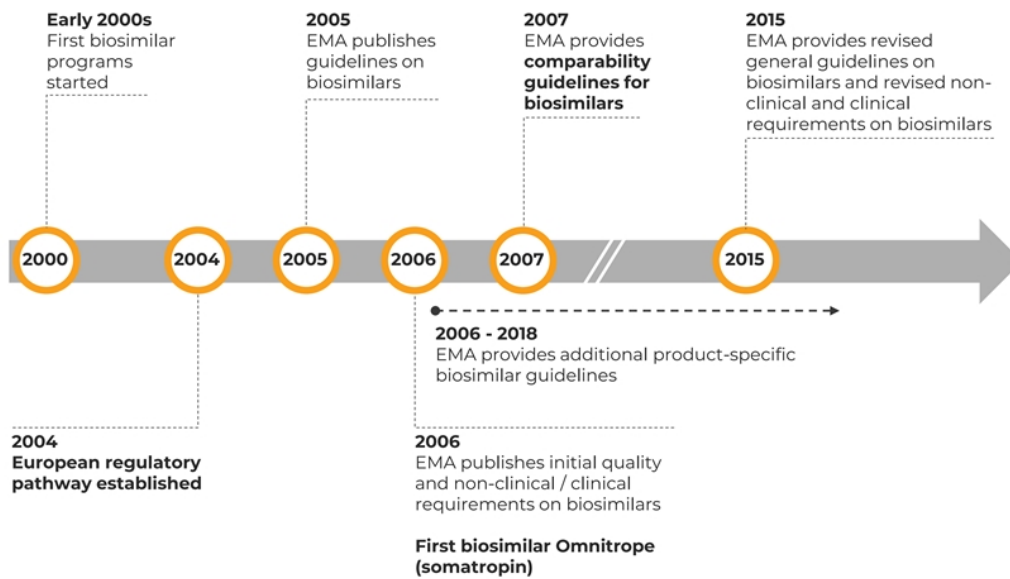 Early 2000s
First biosimilar
programs
started
2005
EMA publishes
guidelines on
biosimilars
2007
EMA provides
comparability
guidelines for
biosimilars
2015
EMA provides revised
general guidelines on
biosimilars and revised non-
clinical and clinical
requirements on biosimilars
2000
2004
2005
2006
2007
2015
2006 - 2018
EMA provides additional product-specific
biosimilar guidelines
2004
European regulatory
pathway established
2006
EMA publishes initial quality
and non-clinical / clinical
requirements on biosimilars
First biosimilar Omnitrope
(somatropin)